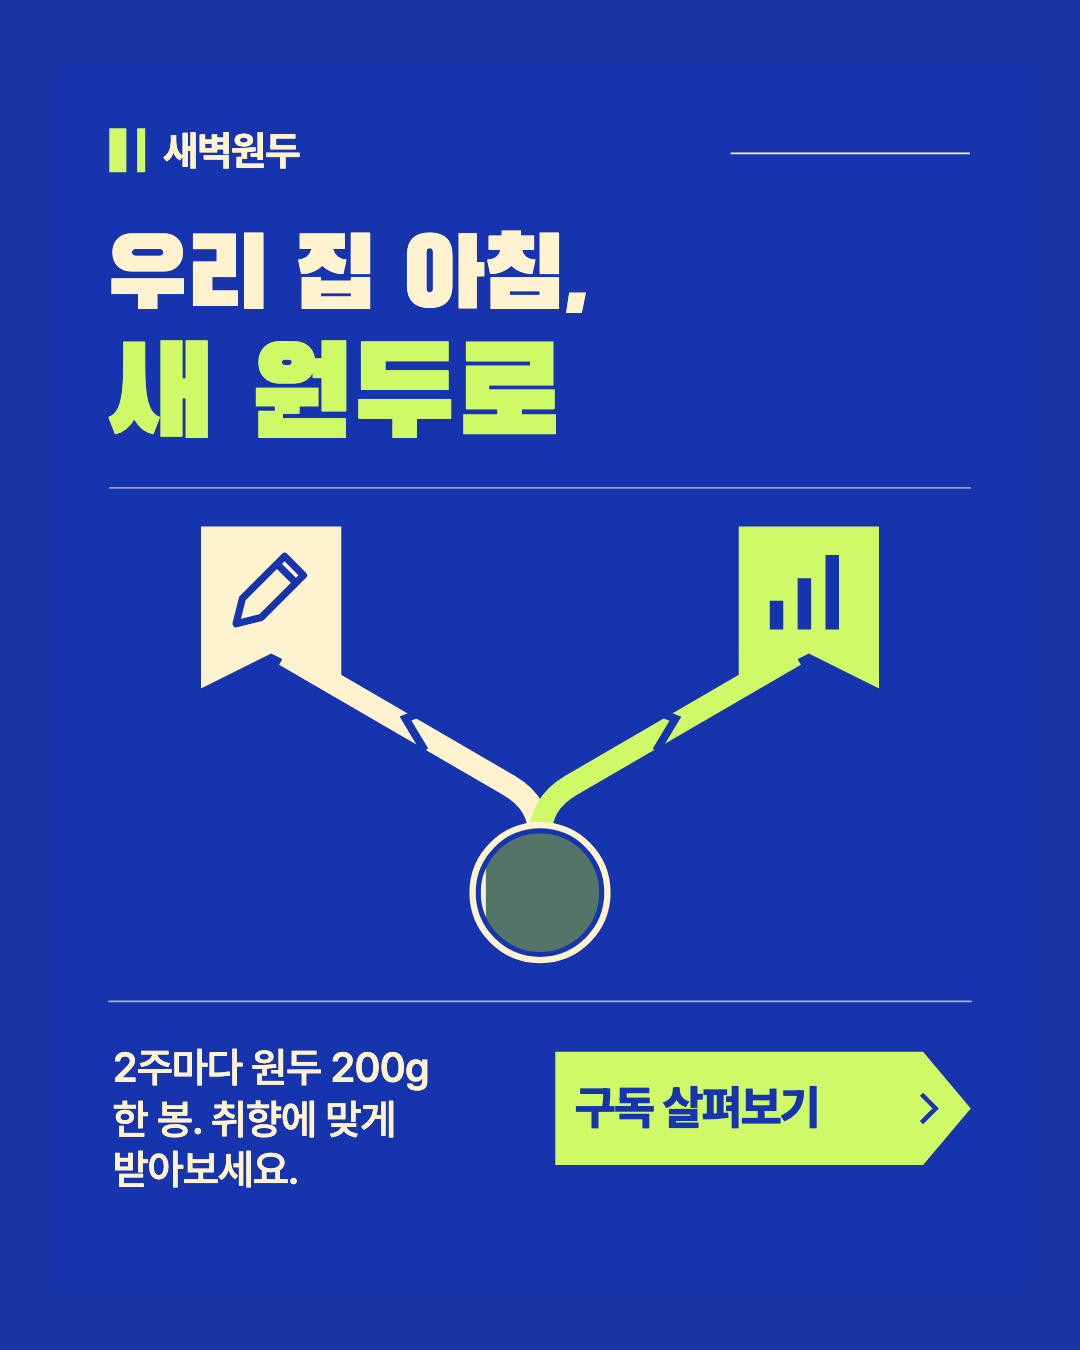 새벽원두
우리 집 아침,
새 원두로
2주마다 원두 200g
한 봉. 취향에 맞게
받아보세요.
구독 살펴보기